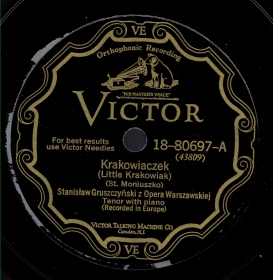 VE
Orthophonic Recording
"HIS MASTER'S VOICE"
VICTOR
For best results
use Victor Needles
18-80697-A
(43809)
Krakowiaczek
(Little Krakowiak)
(St. Moniuszko)
Stanisław Gruszczyński z Opera Warszawskiej
Tenor with piano
(Recorded in Europe)
VICTOR TALKING MACHINE CO.
Camden, N.J.
VE